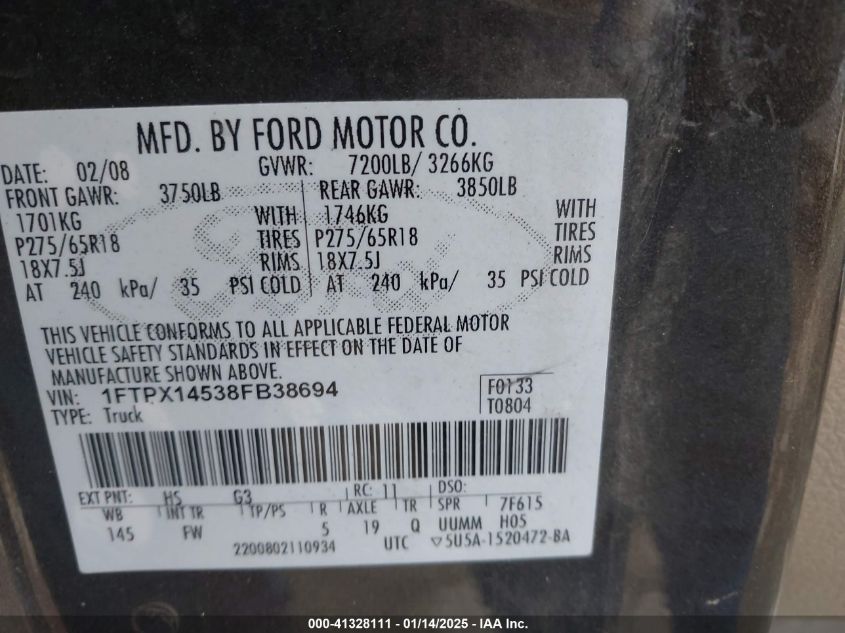 MFD. BY FORD MOTOR CO.
DATE: 02/08 GVWR: 7200LB/ 3266KG
FRONT GAWR: 3750LB REAR GAWR: 3850LB
1701KG WITH 1746KG WITH
P275/65R18 TIRES P275/65R18 TIRES
18X7.5J RIMS 18X7.5J RIMS
AT 240 kPa/ 35 PSI COLD AT 240 kPa/ 35 PSI COLD
THIS VEHICLE CONFORMS TO ALL APPLICABLE FEDERAL MOTOR
VEHICLE SAFETY STANDARDS IN EFFECT ON THE DATE OF
MANUFACTURE SHOWN ABOVE.
VIN: 1FTPX14538FB38694 F0133
TYPE: Truck T0804
EXT PNT: HS G3 RC: 11 DSO:
WB INT TR TP/PS R AXLE TR SPR 7F615
145 FW 5 19 Q UUMM H05
2200802110934 UTC ▽5U5A-1520472-BA
000-41328111 — 01/14/2025 — IAA Inc.